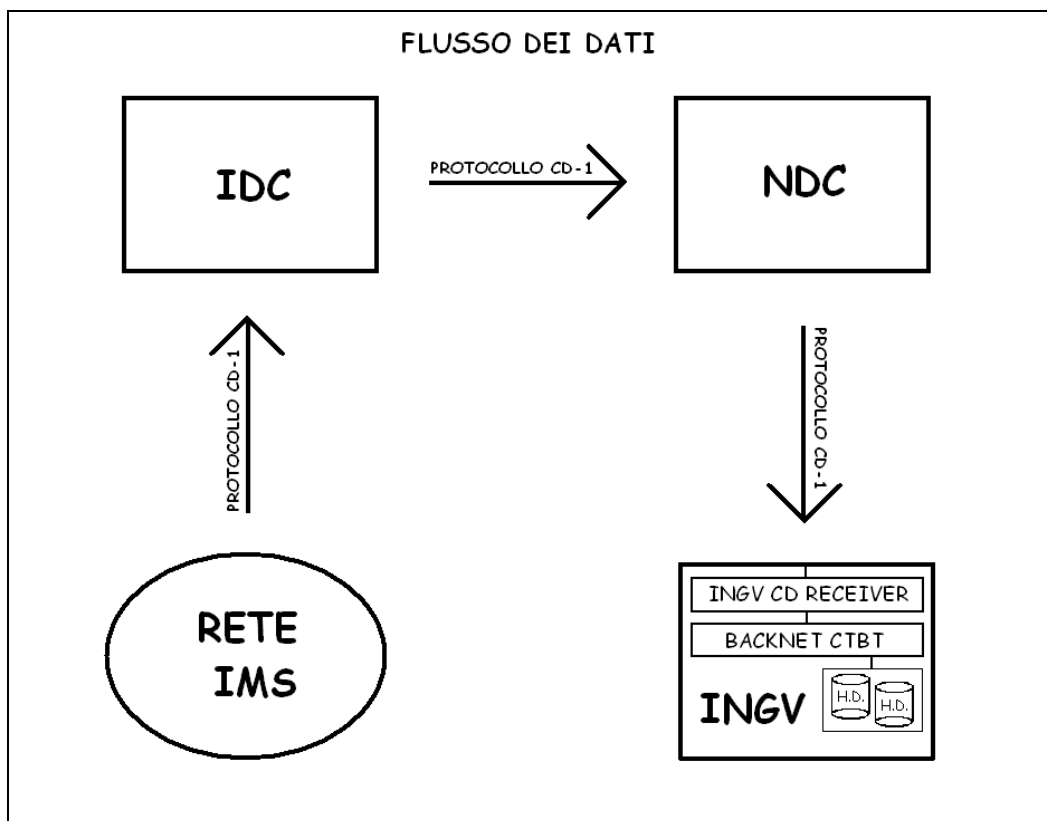 FLUSSO DEI DATI
IDC
PROTOCOLLO CD-1
NDC
PROTOCOLLO CD-1
PROTOCOLLO CD-1
RETE
IMS
INGV CD RECEIVER
BACKNET CTBT
INGV
H.D.
H.D.